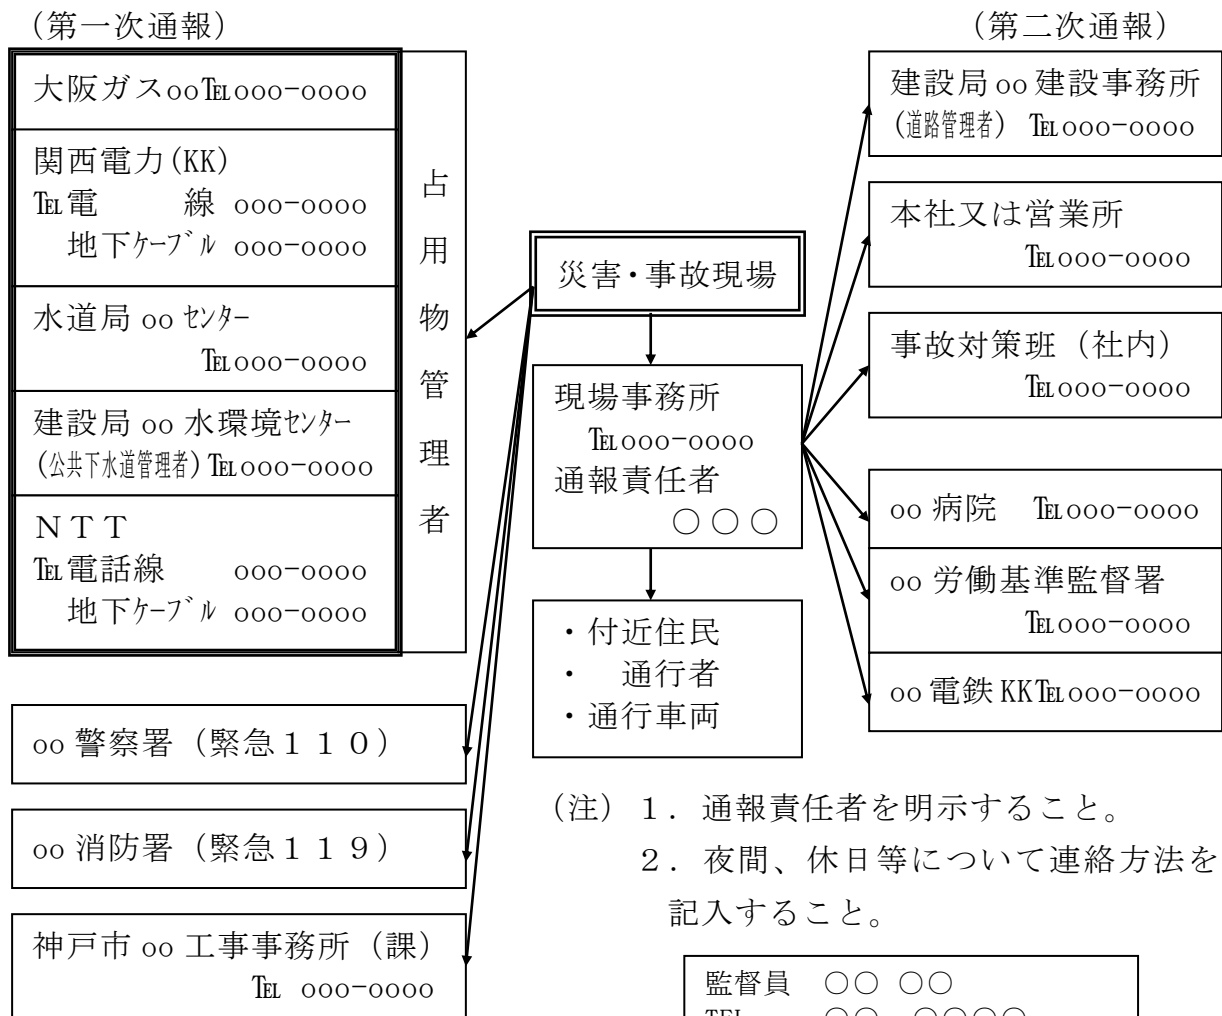 （第一次通報）
大阪ガスoo℡ooo-oooo
関西電力(KK)
℡電　　線 ooo-oooo
地下ｹｰﾌﾞﾙ ooo-oooo
水道局 oo ｾﾝﾀｰ
℡ooo-oooo
建設局 oo 水環境ｾﾝﾀｰ
(公共下水道管理者)℡ooo-oooo
ＮＴＴ
℡電話線　　ooo-oooo
地下ｹｰﾌﾞﾙ ooo-oooo
占用物管理者
oo 警察署（緊急１１０）
oo 消防署（緊急１１９）
神戸市 oo 工事事務所（課）
℡ ooo-oooo
災害・事故現場
現場事務所
℡ooo-oooo
通報責任者
○○○
・付近住民
・　通行者
・通行車両
（第二次通報）
建設局 oo 建設事務所
(道路管理者)　℡ooo-oooo
本社又は営業所
℡ooo-oooo
事故対策班（社内）
℡ooo-oooo
oo 病院　℡ooo-oooo
oo 労働基準監督署
℡ooo-oooo
oo 電鉄 KK℡ooo-oooo
（注）１．通報責任者を明示すること。
２．夜間、休日等について連絡方法を
記入すること。
監督員　○○ ○○
TEL　　○○－○○○○